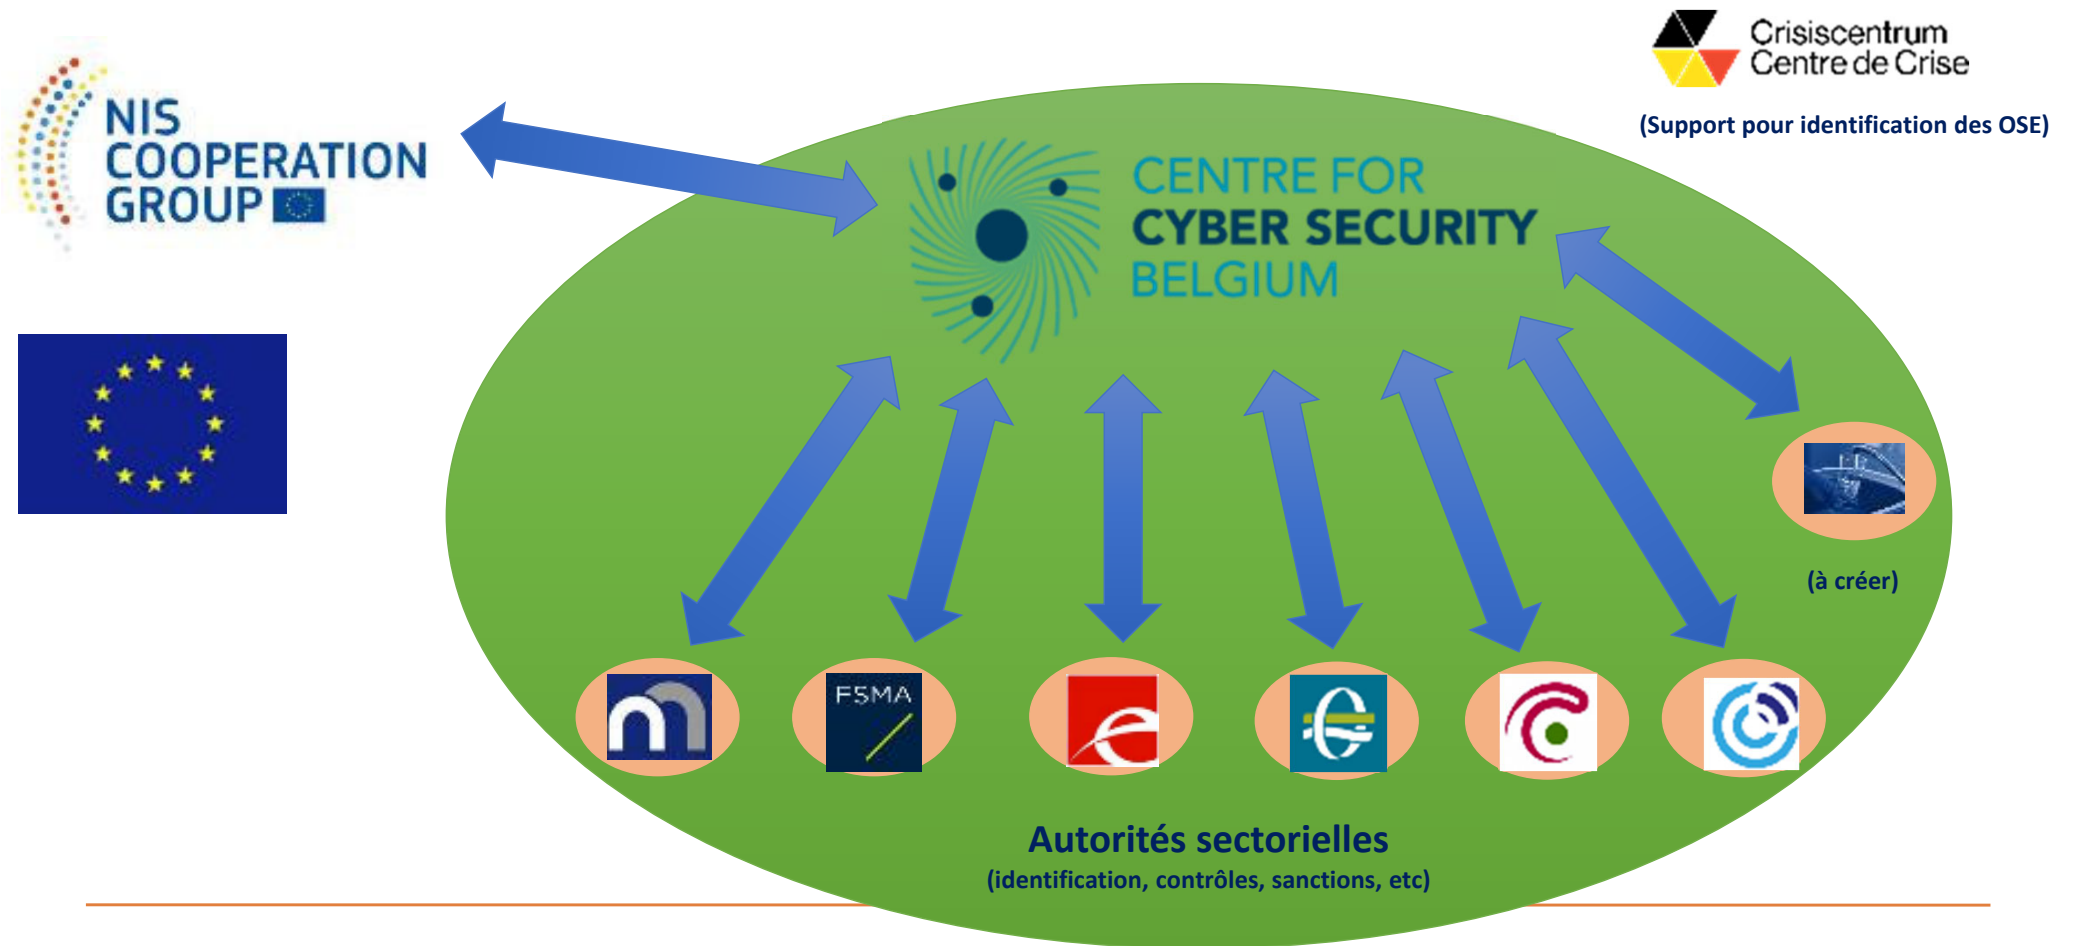 Crisiscentrum
Centre de Crise
(Support pour identification des OSE)
NIS
COOPERATION
GROUP
CENTRE FOR
CYBER SECURITY
BELGIUM
(à créer)
FSMA
Autorités sectorielles
(identification, contrôles, sanctions, etc)